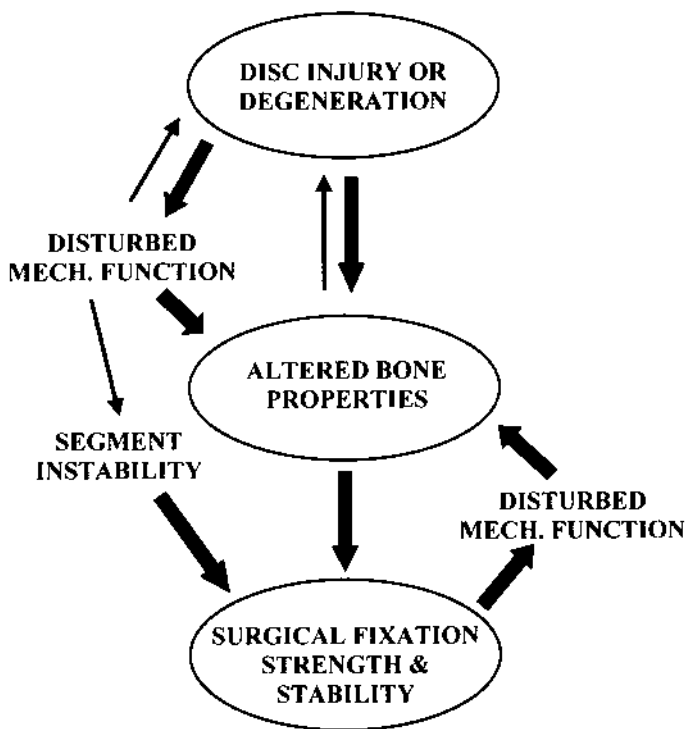 DISC INJURY OR
DEGENERATION
DISTURBED
MECH. FUNCTION
ALTERED BONE
PROPERTIES
SEGMENT
INSTABILITY
DISTURBED
MECH. FUNCTION
SURGICAL FIXATION
STRENGTH &
STABILITY